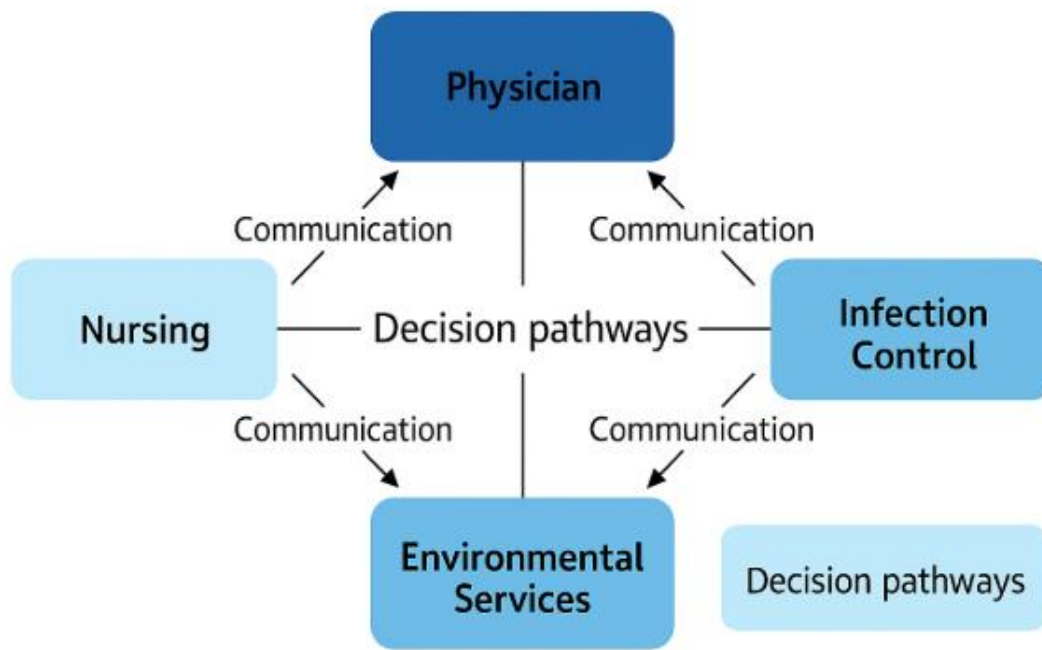 Physician
Communication
Communication
Nursing
Decision pathways
Infection
Control
Communication
Communication
Environmental
Services
Decision pathways